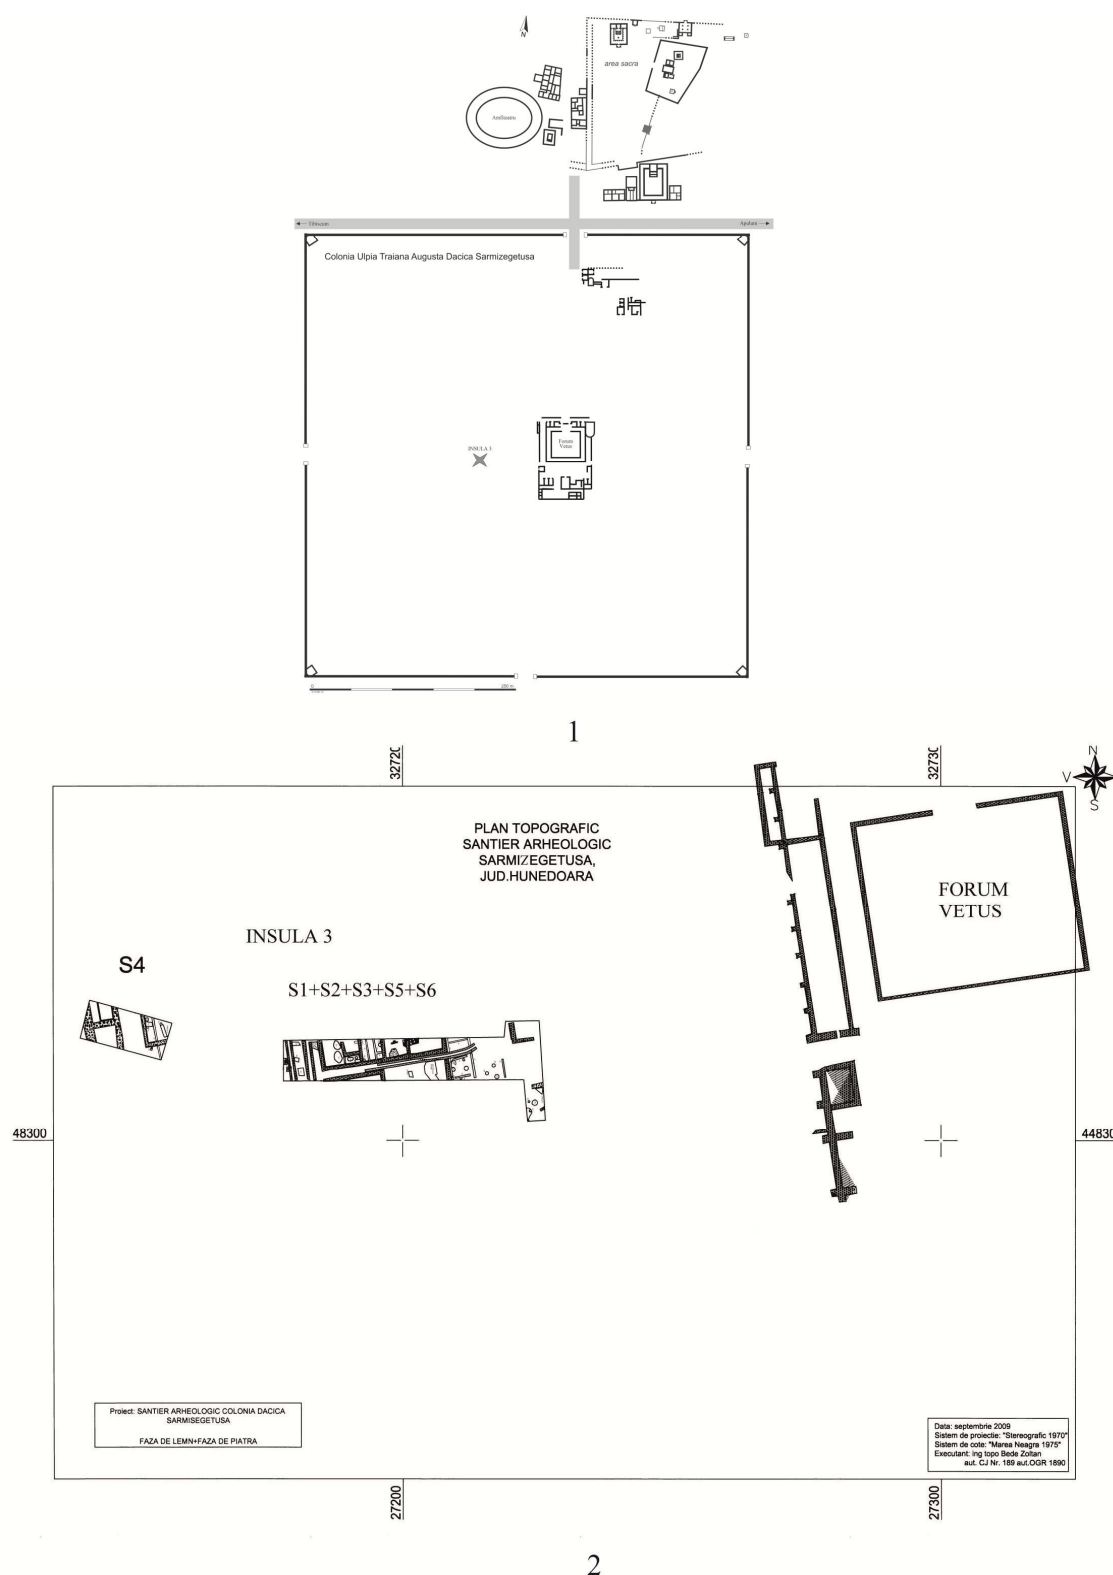 N
area sacra
Amfiteatru
Tibiscum
Apulum
Colonia Ulpia Traiana Augusta Dacica Sarmizegetusa
INSULA 3
Forum
Vetus
0
200 m
1
32720
32730
N
V
S
PLAN TOPOGRAFIC
SANTIER ARHEOLOGIC
SARMIZEGETUSA,
JUD.HUNEDOARA
FORUM
VETUS
INSULA 3
S4
S1+S2+S3+S5+S6
48300
44830
Proiect: SANTIER ARHEOLOGIC COLONIA DACICA
SARMISEGETUSA
FAZA DE LEMN+FAZA DE PIATRA
Data: septembrie 2009
Sistem de proiectie: "Stereografic 1970"
Sistem de cote: "Marea Neagra 1975"
Executant: ing topo Bede Zoltan
aut. CJ Nr. 189 aut.OGR 1890
27200
27300
2